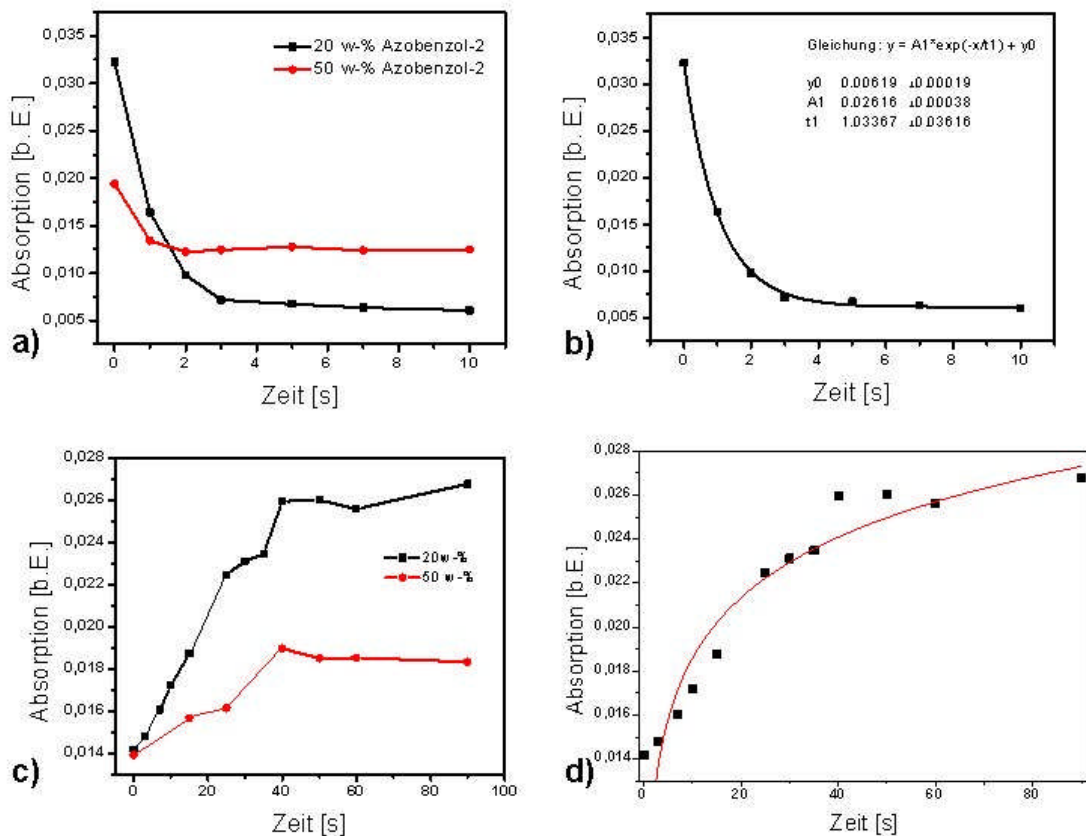 0,035
0,030
0,025
0,020
0,015
0,010
0,005
Absorption [b. E.]
20 w-% Azobenzol-2
50 w-% Azobenzol-2
0 2 4 6 8 10
Zeit [s]
a)
0,035
0,030
0,025
0,020
0,015
0,010
0,005
Absorption [b. E.]
Gleichung: y = A1*exp(-x/t1) + y0
y0 0.00619 ±0.00019
A1 0.02616 ±0.00038
t1 1.03367 ±0.03616
0 2 4 6 8 10
Zeit [s]
b)
0,028
0,026
0,024
0,022
0,020
0,018
0,016
0,014
Absorption [b.E.]
20w-%
50 w-%
0 20 40 60 80 100
Zeit [s]
c)
0,028
0,026
0,024
0,022
0,020
0,018
0,016
0,014
Absorption [b.E.]
0 20 40 60 80
Zeit [s]
d)